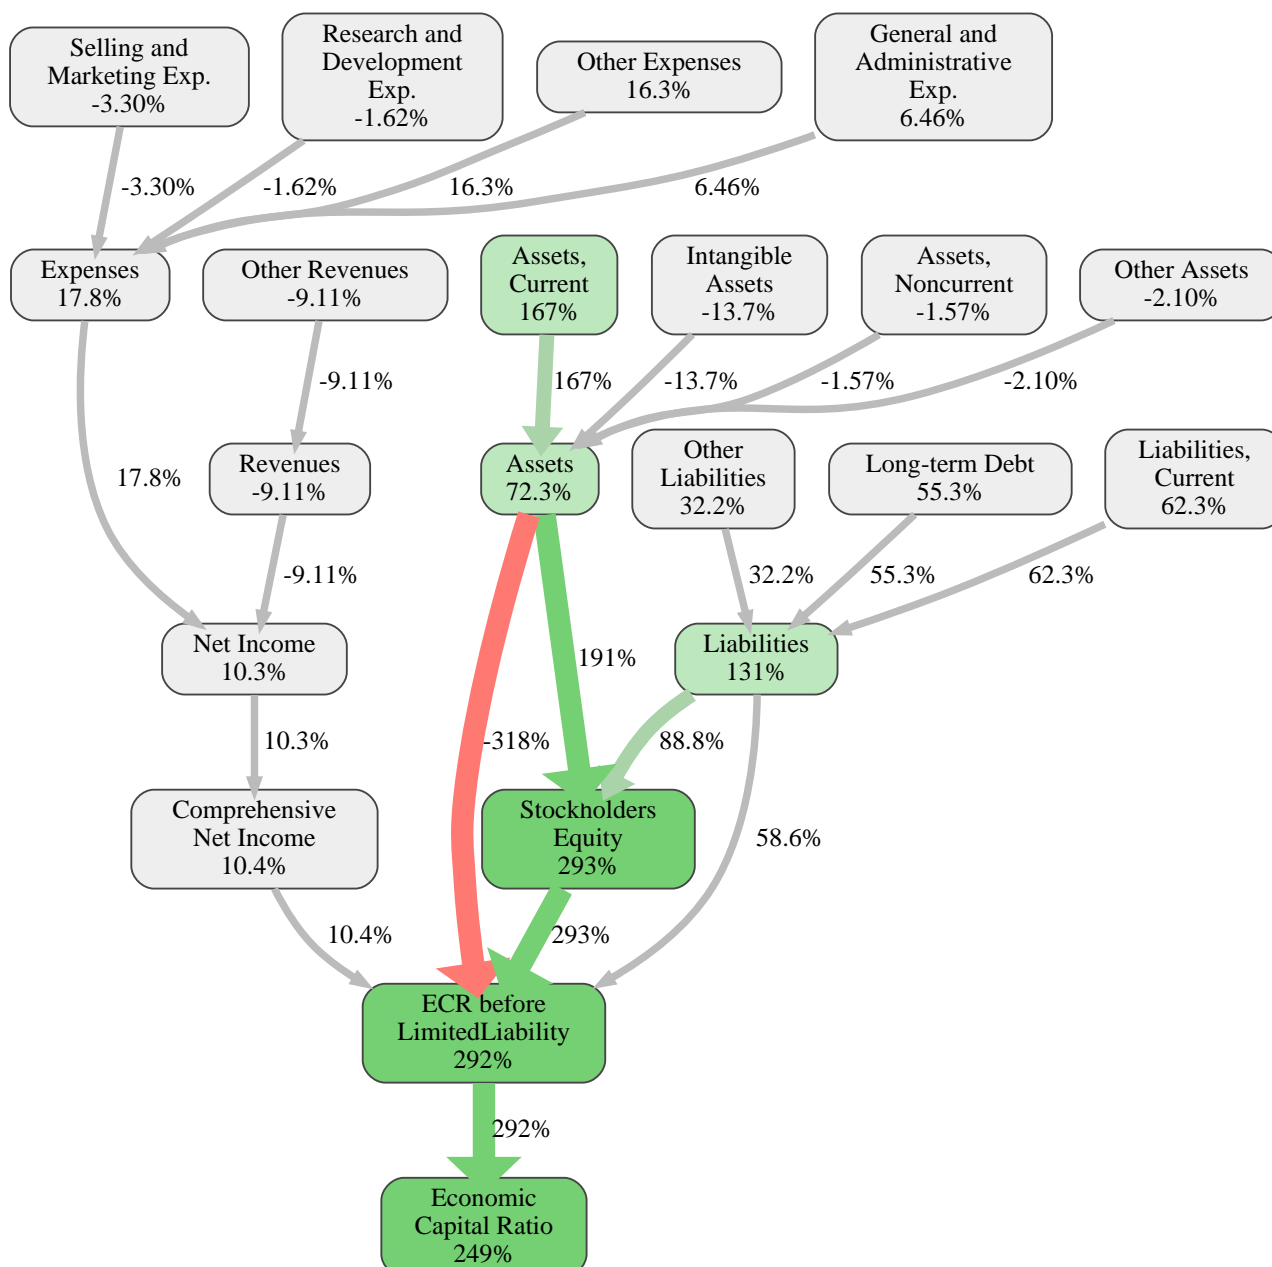 Selling and
Marketing Exp.
-3.30%
Research and
Development
Exp.
-1.62%
Other Expenses
16.3%
General and
Administrative
Exp.
6.46%
-3.30%
-1.62%
16.3%
6.46%
Expenses
17.8%
Other Revenues
-9.11%
Assets,
Current
167%
Intangible
Assets
-13.7%
Assets,
Noncurrent
-1.57%
Other Assets
-2.10%
-9.11%
167%
-13.7%
-1.57%
-2.10%
17.8%
Revenues
-9.11%
Assets
72.3%
Other
Liabilities
32.2%
Long-term Debt
55.3%
Liabilities,
Current
62.3%
-9.11%
32.2%
55.3%
62.3%
Net Income
10.3%
191%
Liabilities
131%
10.3%
-318%
88.8%
Comprehensive
Net Income
10.4%
Stockholders
Equity
293%
58.6%
10.4%
293%
ECR before
LimitedLiability
292%
292%
Economic
Capital Ratio
249%